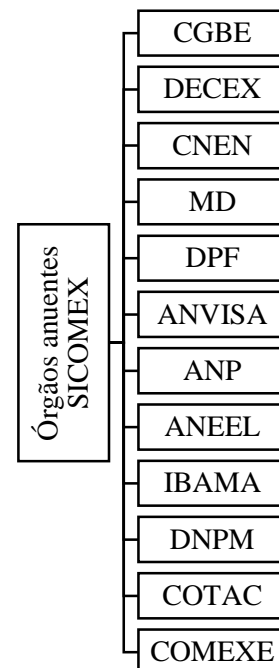 Órgãos anuentes
SICOMEX
CGBE
DECEX
CNEN
MD
DPF
ANVISA
ANP
ANEEL
IBAMA
DNPM
COTAC
COMEXE